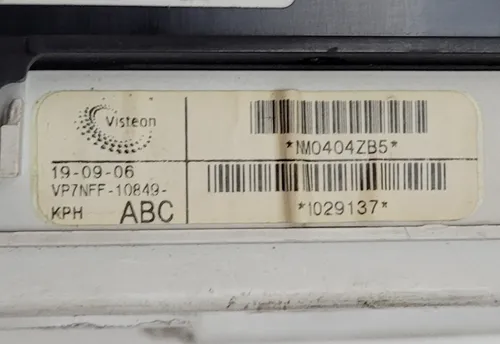 Visteon
19-09-06
VP7NFF-10849-
KPH ABC
*NM0404ZB5*
*1029137*